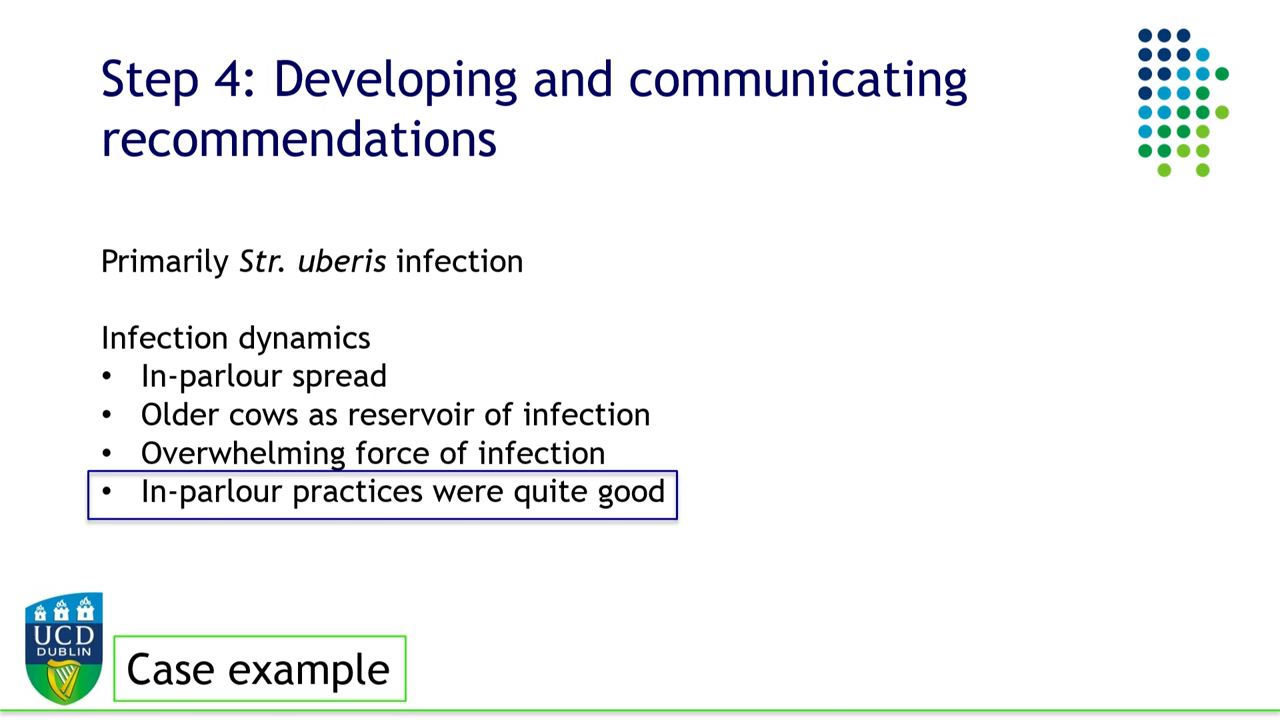 Step 4: Developing and communicating
recommendations
Primarily Str. uberis infection
Infection dynamics
• In-parlour spread
• Older cows as reservoir of infection
• Overwhelming force of infection
• In-parlour practices were quite good
UCD
DUBLIN
Case example